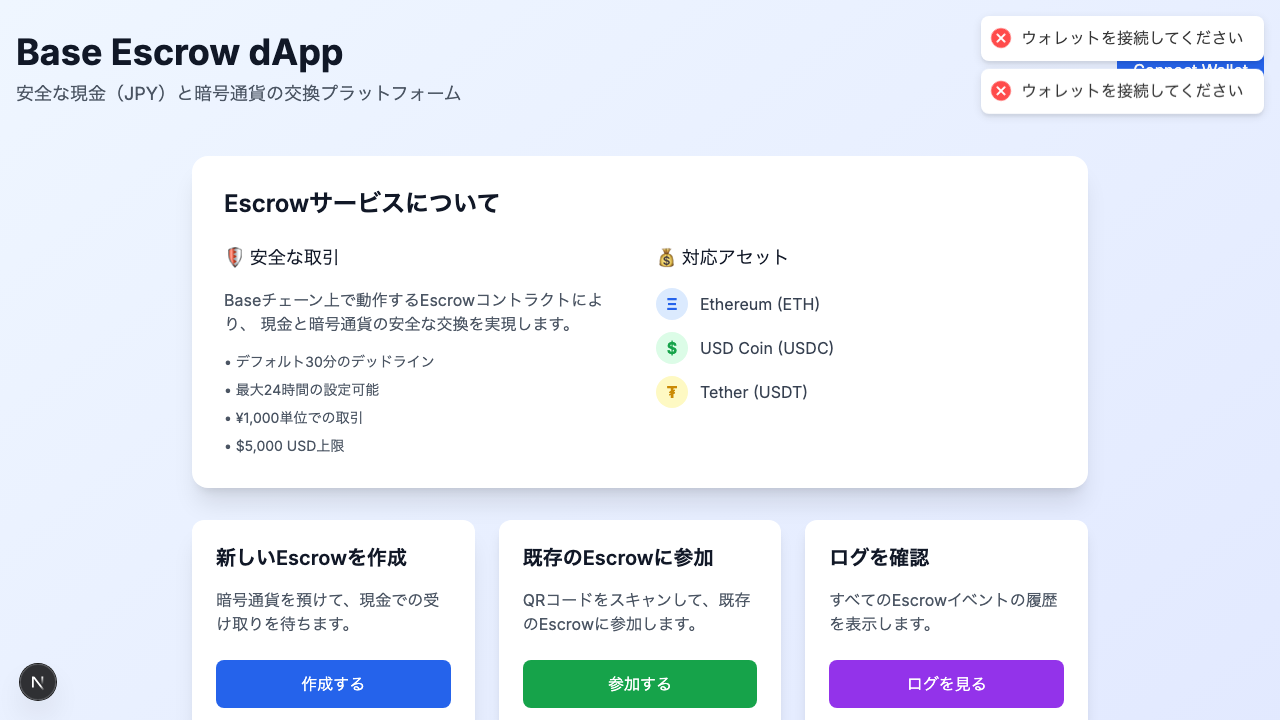 Base Escrow dApp
安全な現金（JPY）と暗号通貨の交換プラットフォーム
ウォレットを接続してください
Connect Wallet
ウォレットを接続してください
Escrowサービスについて
安全な取引
Baseチェーン上で動作するEscrowコントラクトによ
り、 現金と暗号通貨の安全な交換を実現します。
• デフォルト30分のデッドライン
• 最大24時間の設定可能
• ¥1,000単位での取引
• $5,000 USD上限
対応アセット
Ξ Ethereum (ETH)
$ USD Coin (USDC)
₮ Tether (USDT)
新しいEscrowを作成
暗号通貨を預けて、現金での受
け取りを待ちます。
作成する
既存のEscrowに参加
QRコードをスキャンして、既存
のEscrowに参加します。
参加する
ログを確認
すべてのEscrowイベントの履歴
を表示します。
ログを見る
N